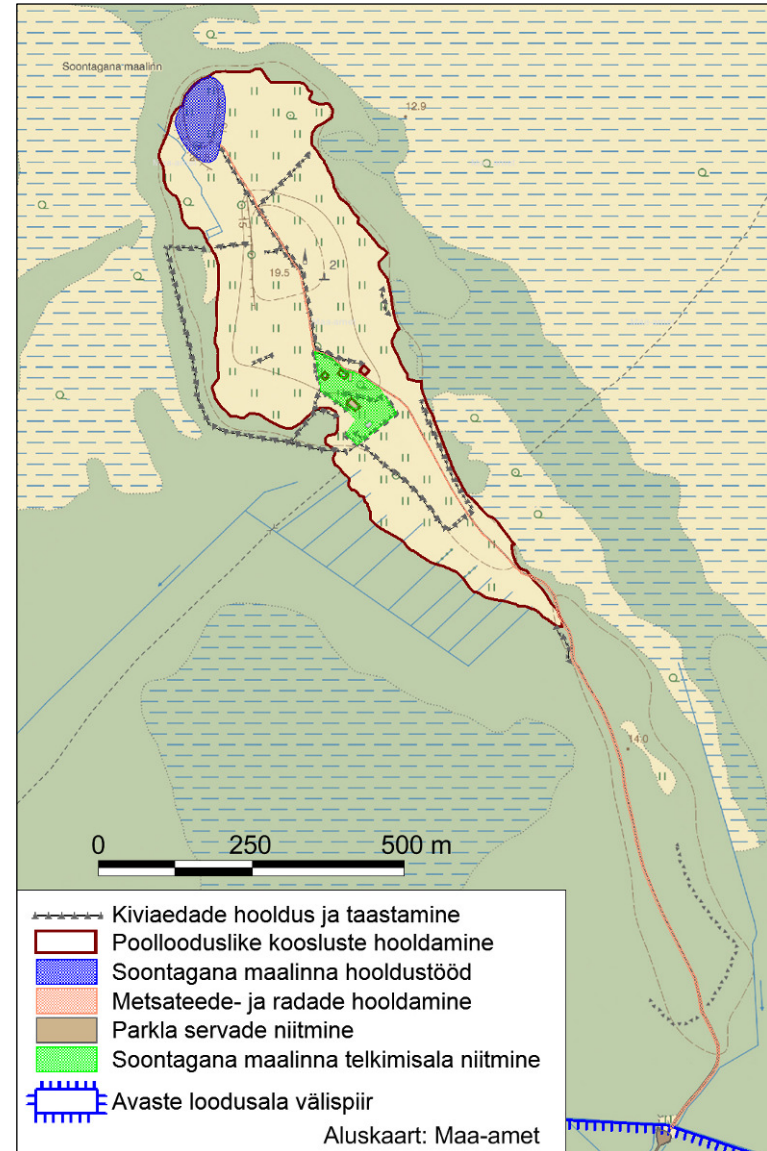 Soontagana maalinn
12.9
15
19.5
2
14.0
0 250 500 m
Kiviaedade hooldus ja taastamine
Poollooduslike koosluste hooldamine
Soontagana maalinna hooldustööd
Metsateede- ja radade hooldamine
Parkla servade niitmine
Soontagana maalinna telkimisala niitmine
Avaste loodusala välispiir
Aluskaart: Maa-amet